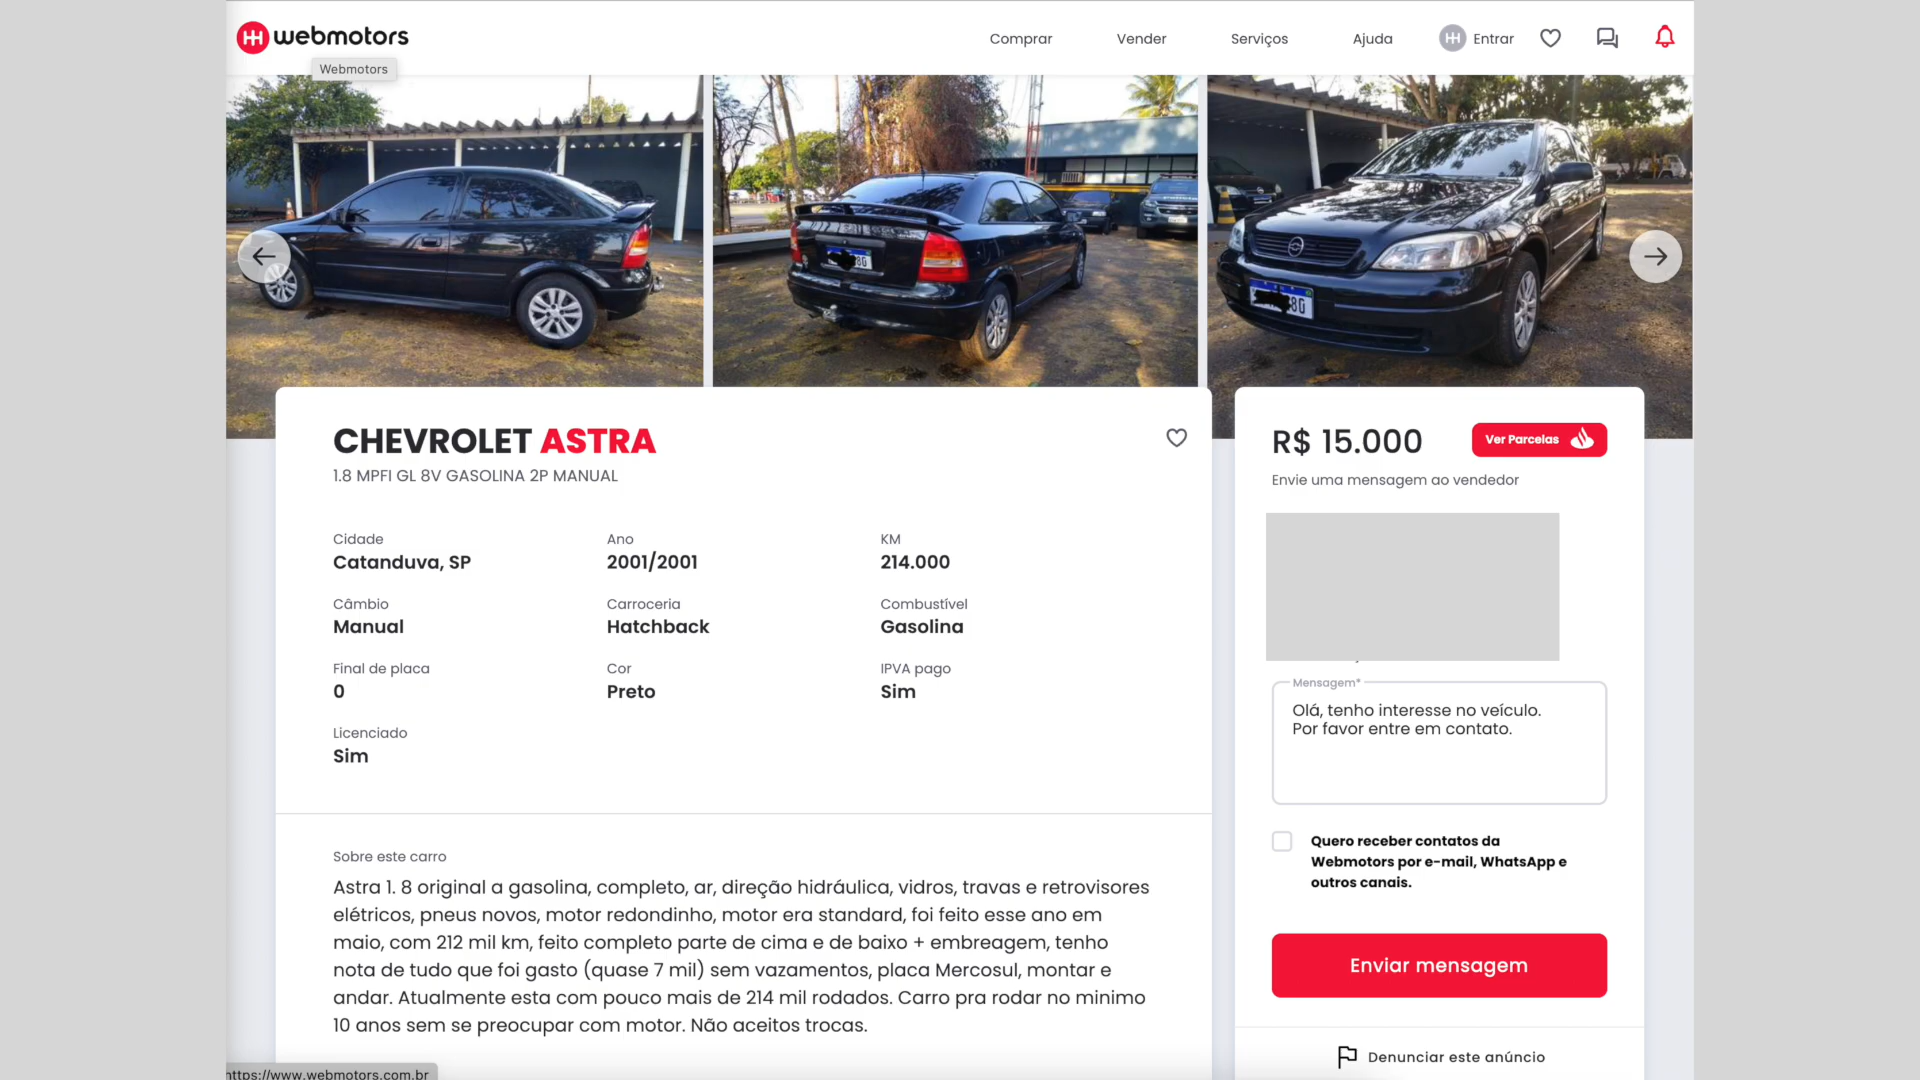 webmotors
Comprar
Vender
Serviços
Ajuda
Entrar
Webmotors
CHEVROLET ASTRA
1.8 MPFI GL 8V GASOLINA 2P MANUAL
Cidade
Catanduva, SP
Ano
2001/2001
KM
214.000
Câmbio
Manual
Carroceria
Hatchback
Combustível
Gasolina
Final de placa
0
Cor
Preto
IPVA pago
Sim
Licenciado
Sim
Sobre este carro
Astra 1. 8 original a gasolina, completo, ar, direção hidráulica, vidros, travas e retrovisores
elétricos, pneus novos, motor redondinho, motor era standard, foi feito esse ano em
maio, com 212 mil km, feito completo parte de cima e de baixo + embreagem, tenho
nota de tudo que foi gasto (quase 7 mil) sem vazamentos, placa Mercosul, montar e
andar. Atualmente esta com pouco mais de 214 mil rodados. Carro pra rodar no minimo
10 anos sem se preocupar com motor. Não aceitos trocas.
R$ 15.000
Ver Parcelas
Envie uma mensagem ao vendedor
Mensagem*
Olá, tenho interesse no veículo.
Por favor entre em contato.
Quero receber contatos da
Webmotors por e-mail, WhatsApp e
outros canais.
Enviar mensagem
Denunciar este anúncio
https://www.webmotors.com.br